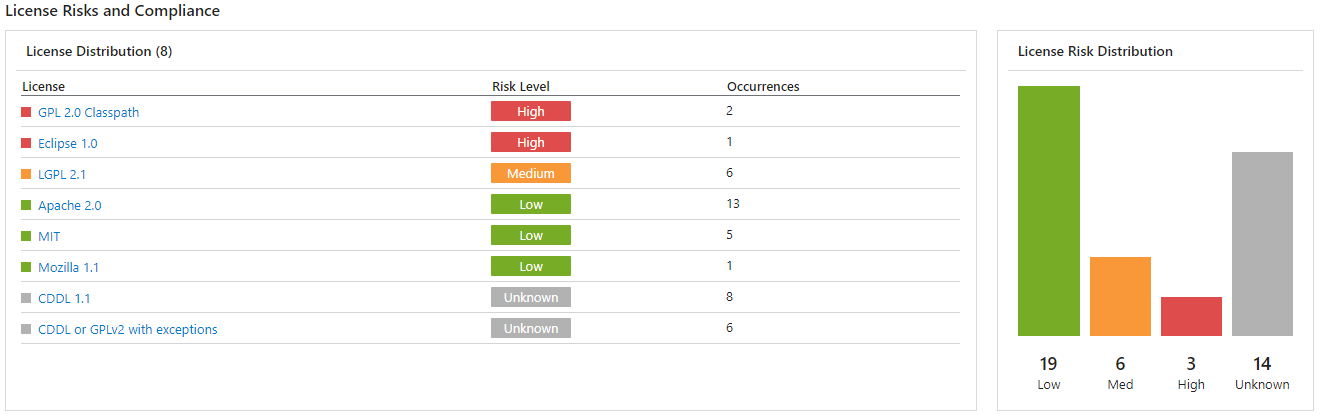 License Risks and Compliance
License Distribution (8)
License Risk Level Occurrences
GPL 2.0 Classpath High 2
Eclipse 1.0 High 1
LGPL 2.1 Medium 6
Apache 2.0 Low 13
MIT Low 5
Mozilla 1.1 Low 1
CDDL 1.1 Unknown 8
CDDL or GPLv2 with exceptions Unknown 6
License Risk Distribution
19 6 3 14
Low Med High Unknown